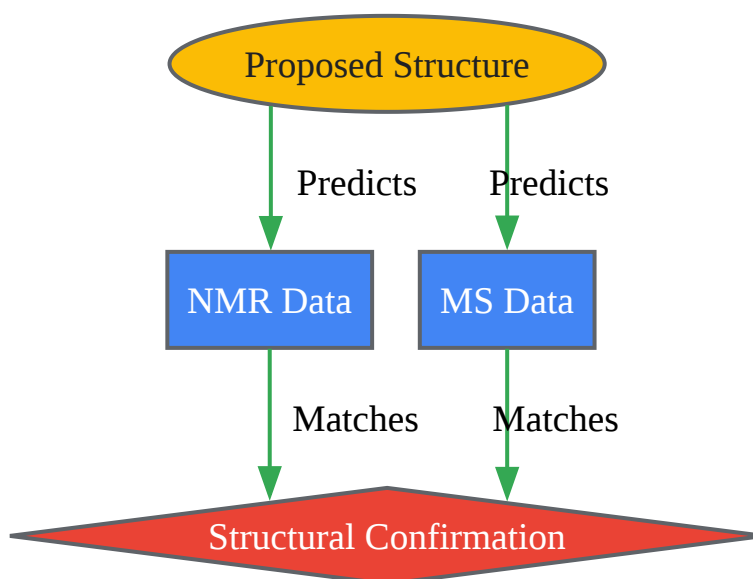 Proposed Structure
Predicts
Predicts
NMR Data
MS Data
Matches
Matches
Structural Confirmation